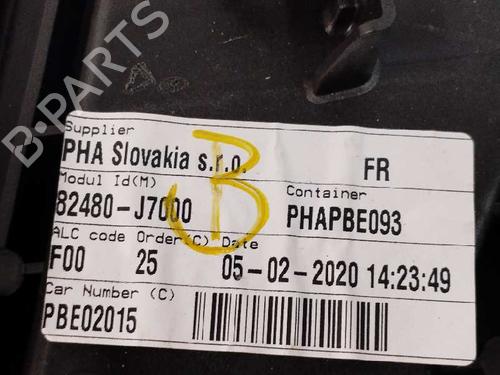 B-PARTS
Supplier
PHA Slovakia s.r.o. FR
Modul Id(M) Container
82480-J7000 PHAPBE093
ALC code Order(C) Date
F00 25 05-02-2020 14:23:49
Car Number (C)
PBE02015
B